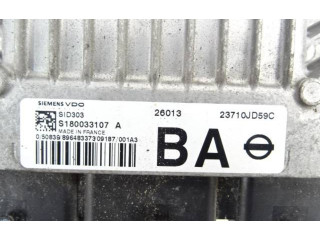 SIEMENS VDO
SID303
S180033107 A
MADE IN FRANCE
26013
23710JD59C
BA